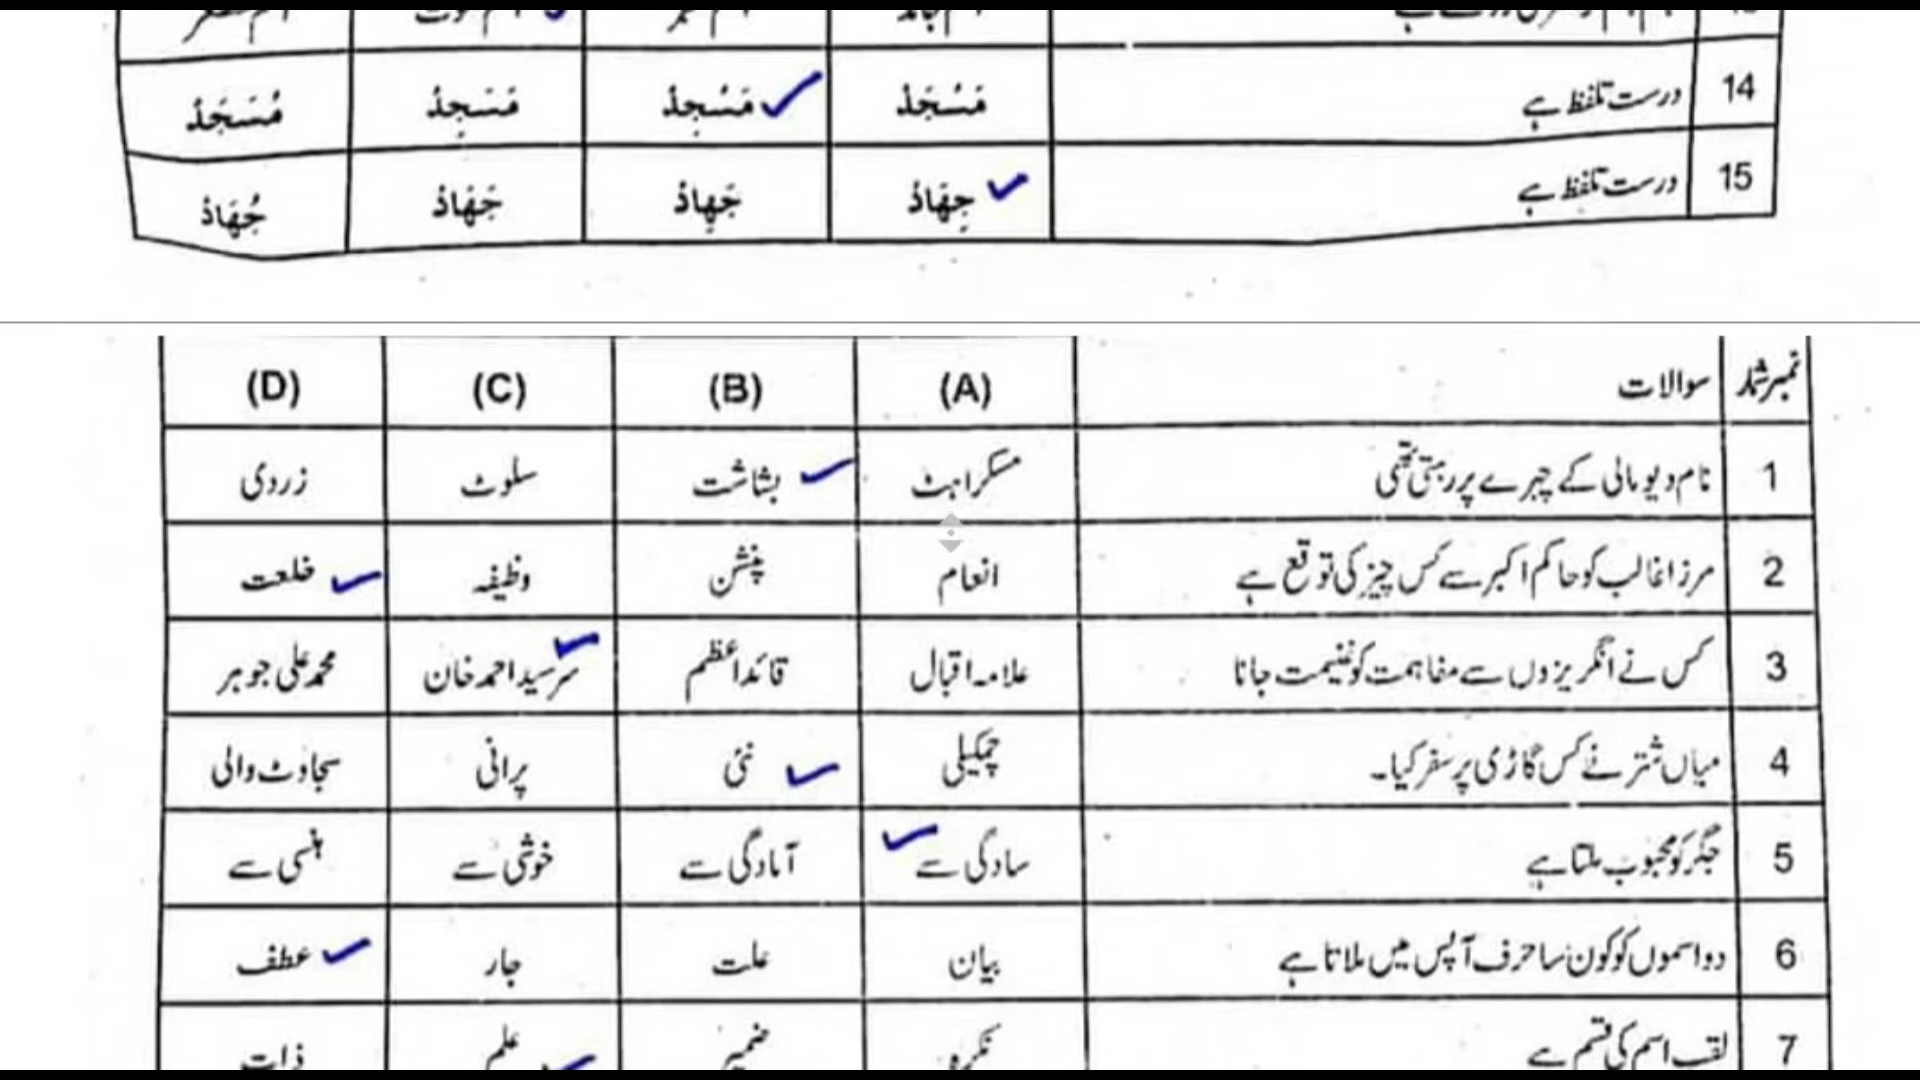 14 درست تلفظ ہے مَسْجَدْ مَسْجِدْ مَسَجِدْ مُسَجَدْ
15 درست تلفظ ہے جِهَادْ جَهِادْ جَهَادْ جُهَادْ
نمبر شمار سوالات (A) (B) (C) (D)
1 نام دیو مالی کے چہرے پر رہتی تھی مسکراہٹ بشاشت سلوٹ زردی
2 مرزا غالب کو حاکم اکبر سے کس چیز کی توقع ہے انعام پنشن وظیفہ خلعت
3 کس نے انگریزوں سے مفاہمت کو غنیمت جانا علامہ اقبال قائداعظم سرسید احمد خان محمد علی جوہر
4 میاں شتر نے کس گاڑی پر سفر کیا۔ چمکیلی نئی پرانی سجاوٹ والی
5 جگر کو محبوب ملتا ہے سادگی سے آمادگی سے خوشی سے ہنسی سے
6 دو اسموں کو کون سا حرف آپس میں ملاتا ہے بیان علت جار عطف
7 لقب اسم کی قسم ہے نکرہ ضمیر علم ذات